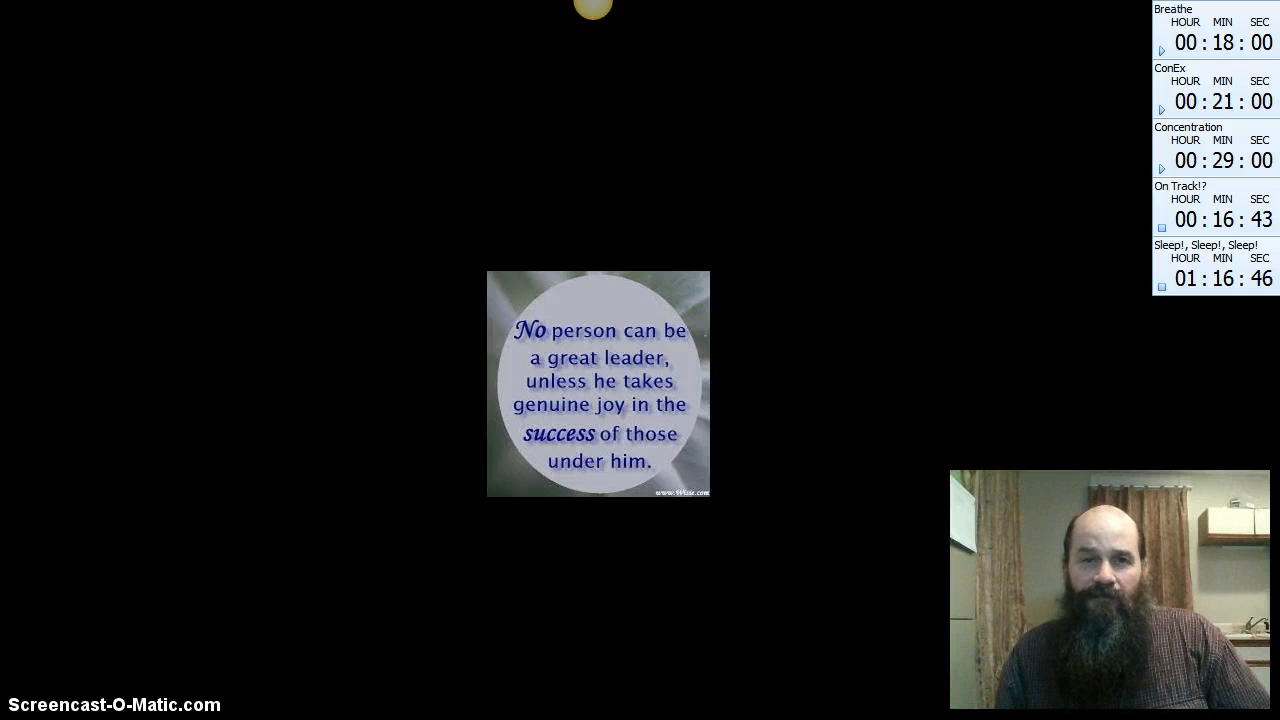 Breathe
HOUR MIN SEC
00 : 18 : 00
ConEx
HOUR MIN SEC
00 : 21 : 00
Concentration
HOUR MIN SEC
00 : 29 : 00
On Track!?
HOUR MIN SEC
00 : 16 : 43
Sleep!, Sleep!, Sleep!
HOUR MIN SEC
01 : 16 : 46
No person can be
a great leader,
unless he takes
genuine joy in the
success of those
under him.
Screencast-O-Matic.com